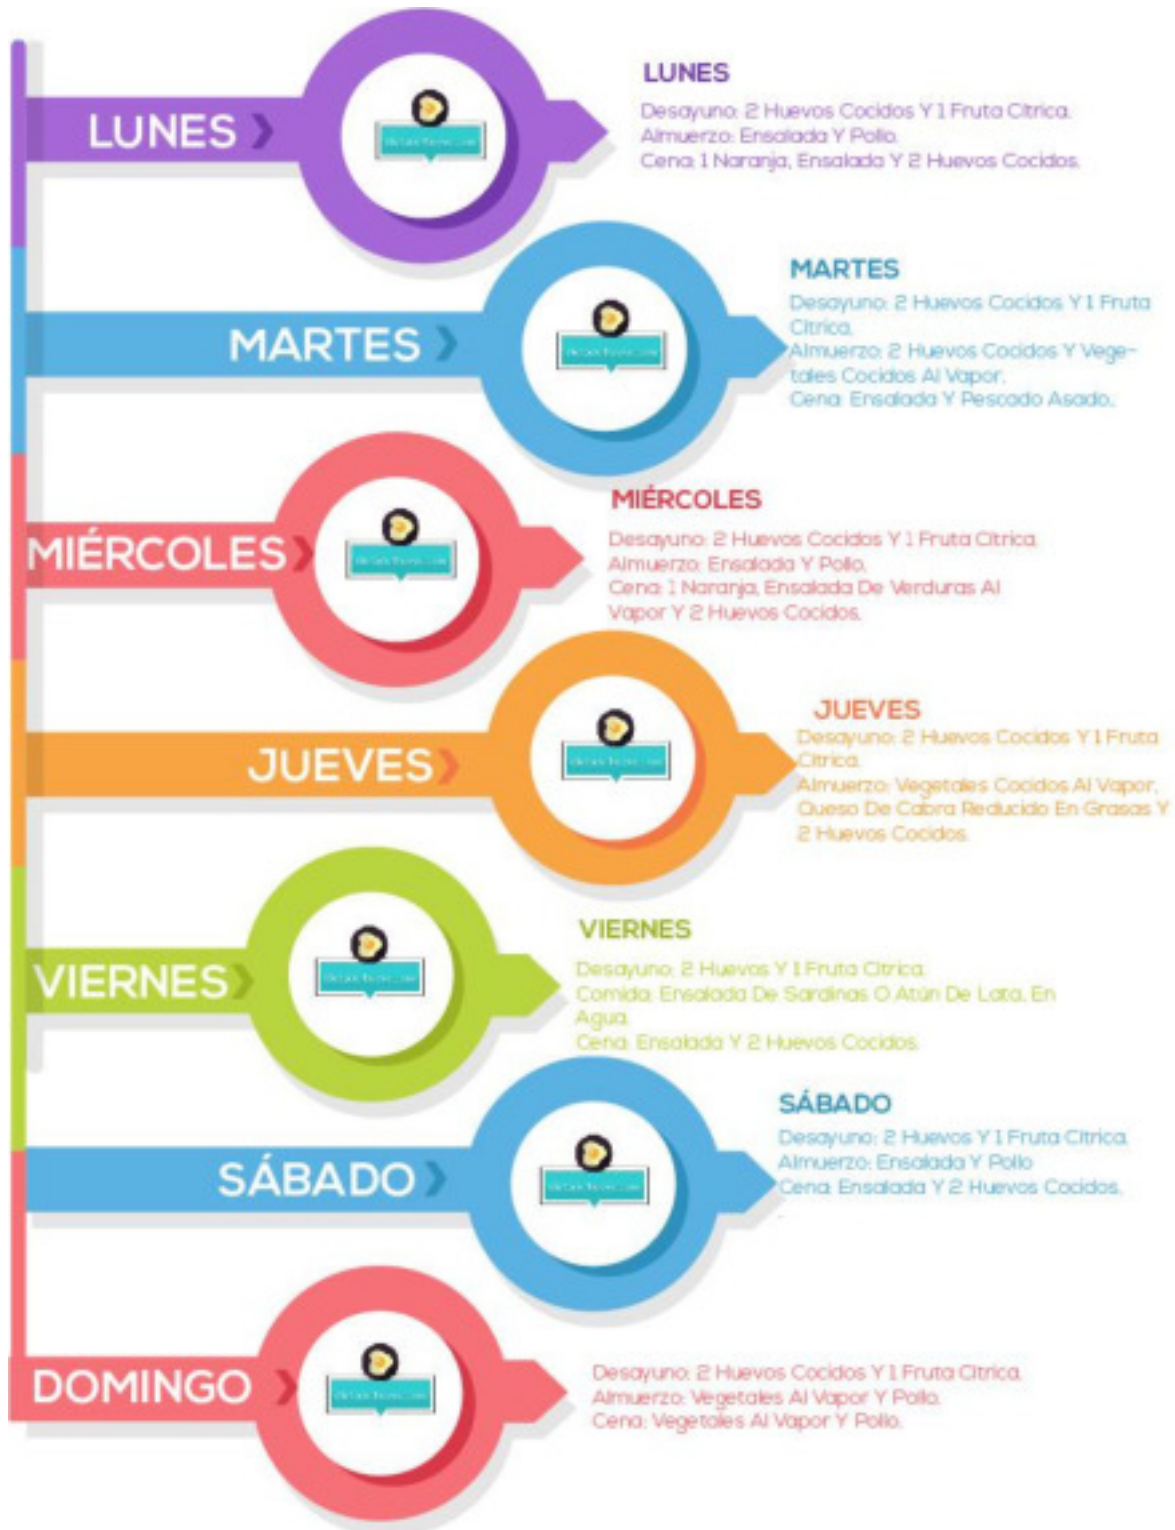 LUNES
LUNES
Desayuno: 2 Huevos Cocidos Y 1 Fruta Cítrica.
Almuerzo: Ensalada Y Pollo.
Cena: 1 Naranja, Ensalada Y 2 Huevos Cocidos.
MARTES
MARTES
Desayuno: 2 Huevos Cocidos Y 1 Fruta
Cítrica.
Almuerzo: 2 Huevos Cocidos Y Vege-
tales Cocidos Al Vapor.
Cena: Ensalada Y Pescado Asado.
MIÉRCOLES
MIÉRCOLES
Desayuno: 2 Huevos Cocidos Y 1 Fruta Cítrica.
Almuerzo: Ensalada Y Pollo.
Cena: 1 Naranja, Ensalada De Verduras Al
Vapor Y 2 Huevos Cocidos.
JUEVES
JUEVES
Desayuno: 2 Huevos Cocidos Y 1 Fruta
Cítrica.
Almuerzo: Vegetales Cocidos Al Vapor,
Queso De Cabra Reducido En Grasas Y
2 Huevos Cocidos.
VIERNES
VIERNES
Desayuno: 2 Huevos Y 1 Fruta Cítrica.
Comida: Ensalada De Sardinas O Atún De Lata, En
Agua.
Cena: Ensalada Y 2 Huevos Cocidos.
SÁBADO
SÁBADO
Desayuno: 2 Huevos Y 1 Fruta Cítrica.
Almuerzo: Ensalada Y Pollo
Cena: Ensalada Y 2 Huevos Cocidos.
DOMINGO
Desayuno: 2 Huevos Cocidos Y 1 Fruta Cítrica.
Almuerzo: Vegetales Al Vapor Y Pollo.
Cena: Vegetales Al Vapor Y Pollo.